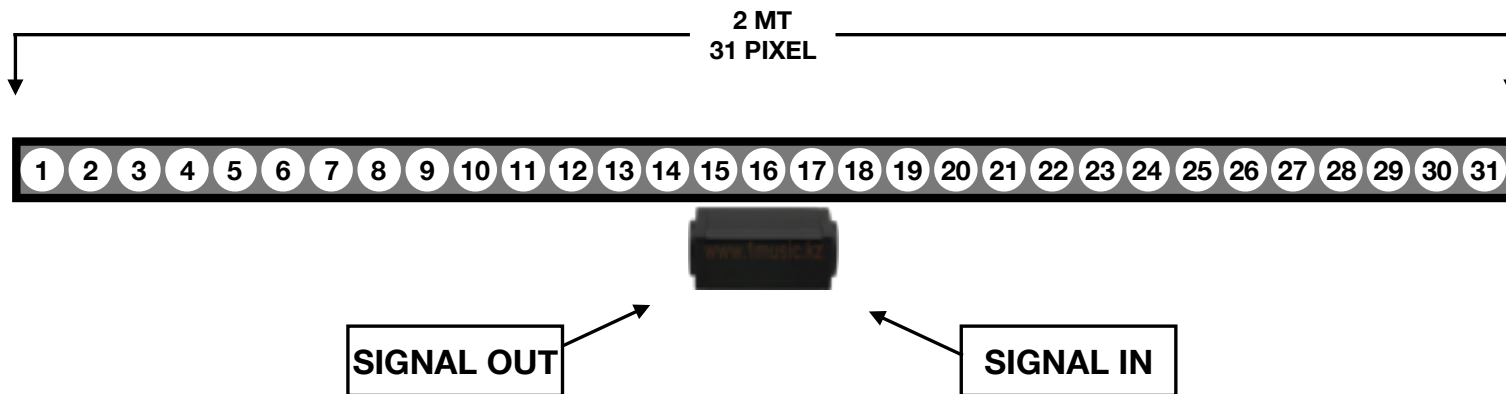 2 MT
31 PIXEL
1 2 3 4 5 6 7 8 9 10 11 12 13 14 15 16 17 18 19 20 21 22 23 24 25 26 27 28 29 30 31
www.1music.kz
SIGNAL OUT
SIGNAL IN